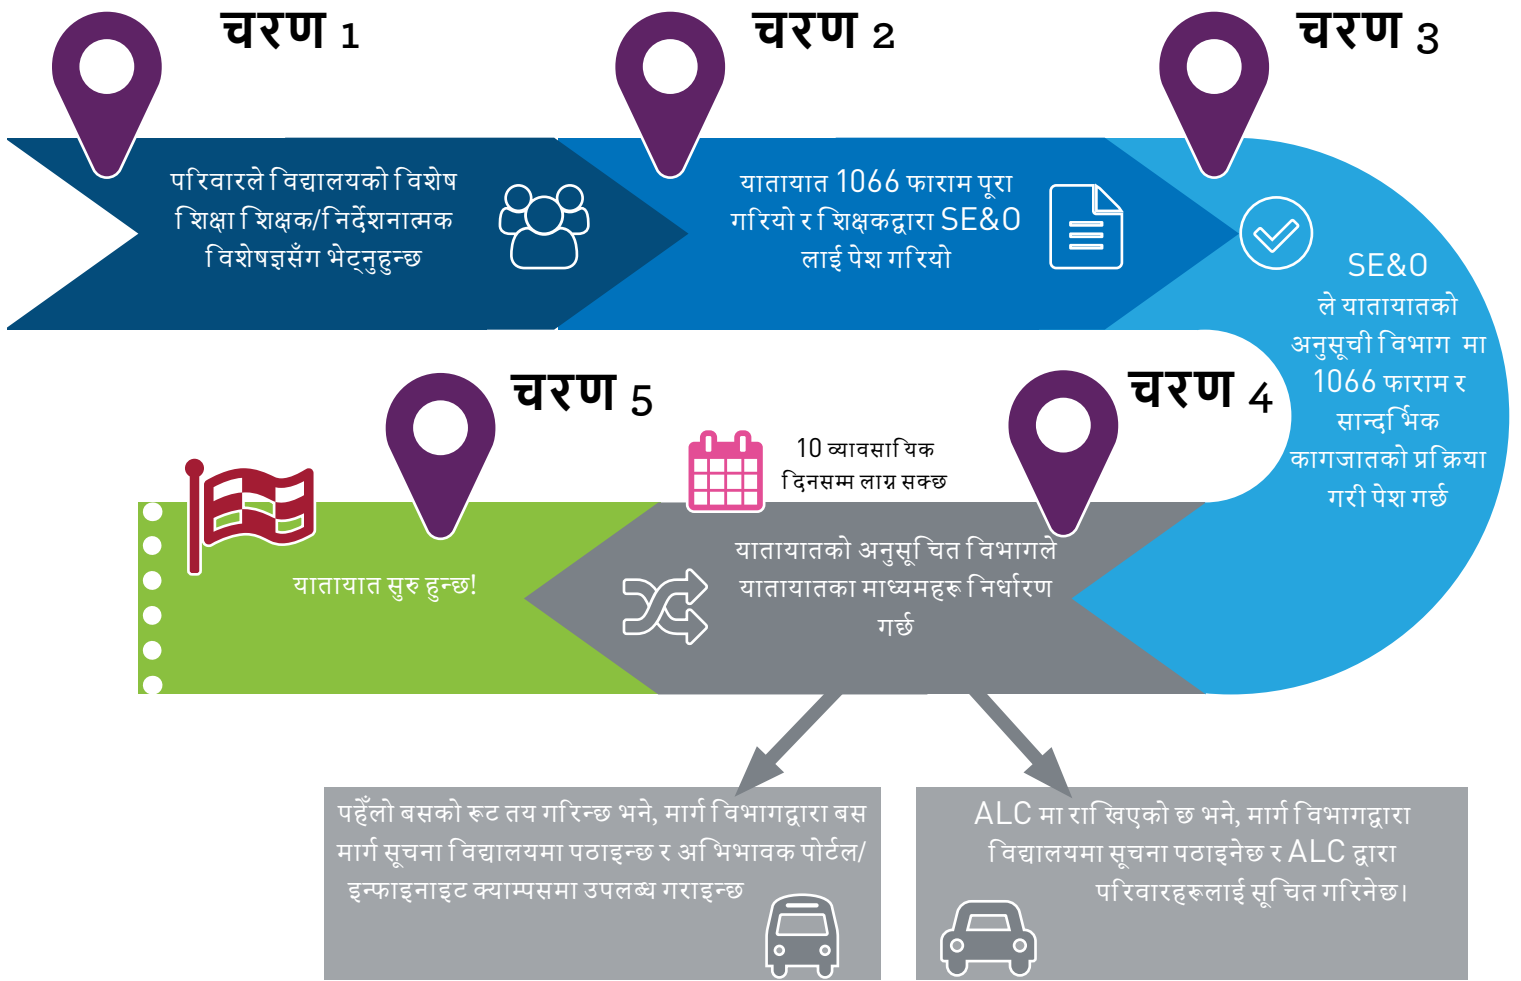 चरण 1
परिवारले विद्यालयको विशेष
शिक्षा शिक्षक/निर्देशनात्मक
विशेषज्ञसँग भेट्नुहुन्छ
चरण 2
यातायात 1066 फाराम पूरा
गरियो र शिक्षकद्वारा SE&O
लाई पेश गरियो
चरण 3
SE&O
ले यातायातको
अनुसूची विभाग मा
1066 फाराम र
सान्दर्भिक
कागजातको प्रक्रिया
गरी पेश गर्छ
चरण 4
10 व्यावसायिक
दिनसम्म लाग्न सक्छ
यातायातको अनुसूचित विभागले
यातायातका माध्यमहरू निर्धारण
गर्छ
चरण 5
यातायात सुरु हुन्छ!
पहेँलो बसको रूट तय गरिन्छ भने, मार्ग विभागद्वारा बस
मार्ग सूचना विद्यालयमा पठाइन्छ र अभिभावक पोर्टल/
इन्फाइनाइट क्याम्पसमा उपलब्ध गराइन्छ
ALC मा राखिएको छ भने, मार्ग विभागद्वारा
विद्यालयमा सूचना पठाइनेछ र ALC द्वारा
परिवारहरूलाई सूचित गरिनेछ।